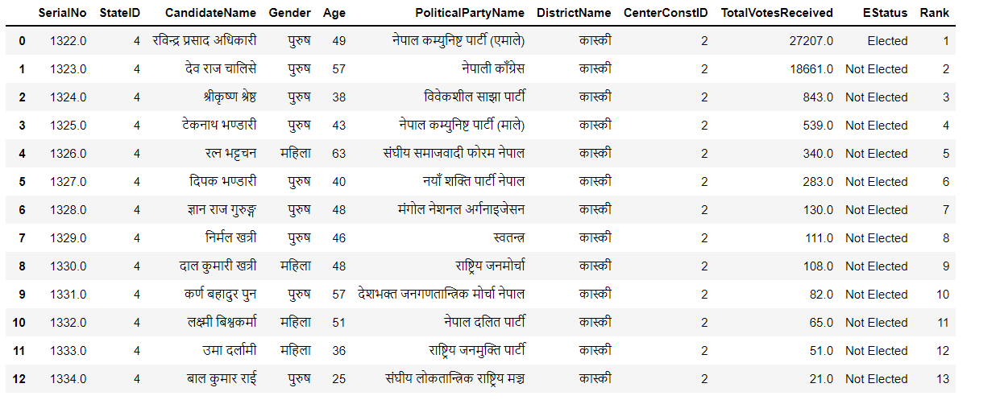 SerialNo StateID CandidateName Gender Age PoliticalPartyName DistrictName CenterConstID TotalVotesReceived EStatus Rank
0 1322.0 4 रविन्द्र प्रसाद अधिकारी पुरुष 49 नेपाल कम्युनिष्ट पार्टी (एमाले) कास्की 2 27207.0 Elected 1
1 1323.0 4 देव राज चालिसे पुरुष 57 नेपाली काँग्रेस कास्की 2 18661.0 Not Elected 2
2 1324.0 4 श्रीकृष्ण श्रेष्ठ पुरुष 38 विवेकशील साझा पार्टी कास्की 2 843.0 Not Elected 3
3 1325.0 4 टेकनाथ भण्डारी पुरुष 43 नेपाल कम्युनिष्ट पार्टी (माले) कास्की 2 539.0 Not Elected 4
4 1326.0 4 रत्न भट्टचन महिला 63 संघीय समाजवादी फोरम नेपाल कास्की 2 340.0 Not Elected 5
5 1327.0 4 दिपक भण्डारी पुरुष 40 नयाँ शक्ति पार्टी नेपाल कास्की 2 283.0 Not Elected 6
6 1328.0 4 ज्ञान राज गुरुङ्ग पुरुष 48 मंगोल नेशनल अर्गनाइजेसन कास्की 2 130.0 Not Elected 7
7 1329.0 4 निर्मल खत्री पुरुष 46 स्वतन्त्र कास्की 2 111.0 Not Elected 8
8 1330.0 4 दाल कुमारी खत्री महिला 48 राष्ट्रिय जनमोर्चा कास्की 2 108.0 Not Elected 9
9 1331.0 4 कर्ण बहादुर पुन पुरुष 57 देशभक्त जनगणतान्त्रिक मोर्चा नेपाल कास्की 2 82.0 Not Elected 10
10 1332.0 4 लक्ष्मी बिश्वकर्मा महिला 51 नेपाल दलित पार्टी कास्की 2 65.0 Not Elected 11
11 1333.0 4 उमा दर्लामी महिला 36 राष्ट्रिय जनमुक्ति पार्टी कास्की 2 51.0 Not Elected 12
12 1334.0 4 बाल कुमार राई पुरुष 25 संघीय लोकतान्त्रिक राष्ट्रिय मञ्च कास्की 2 21.0 Not Elected 13